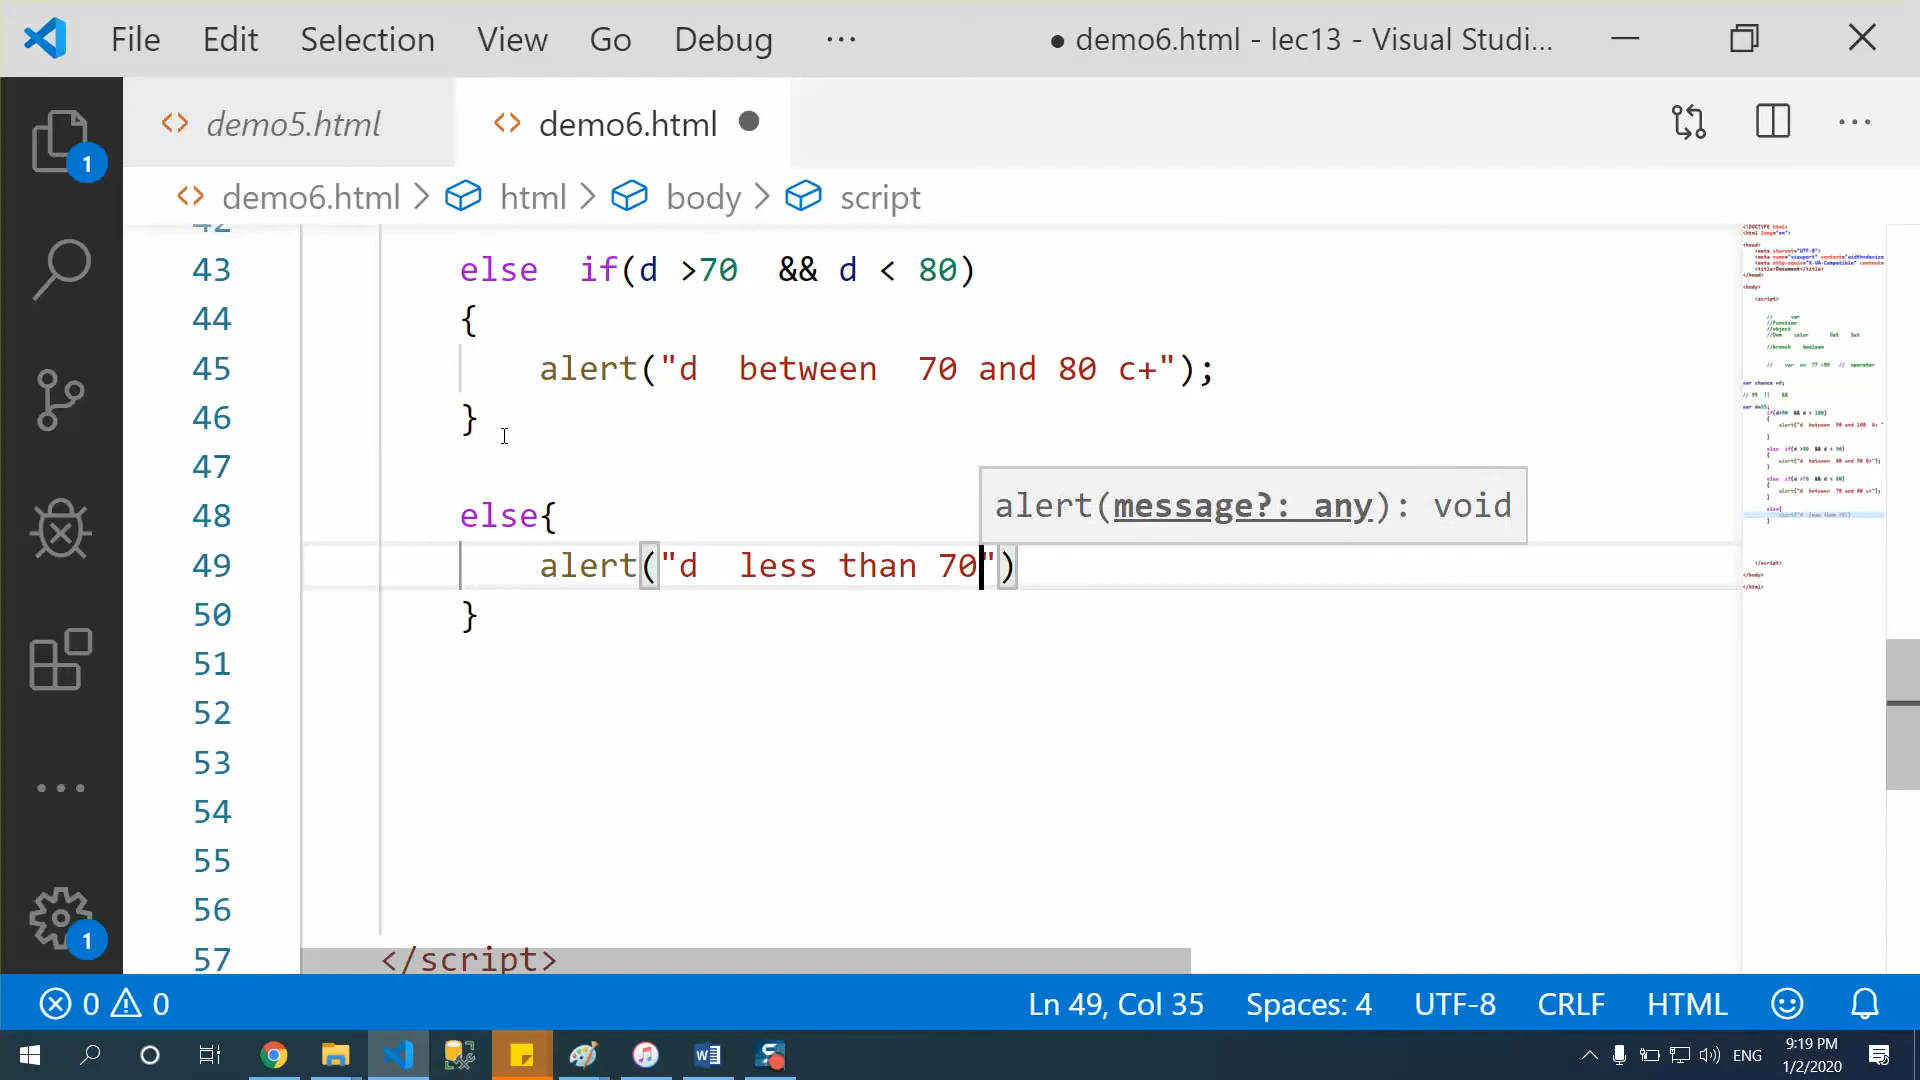 File Edit Selection View Go Debug ··· ● demo6.html - lec13 - Visual Studi...
demo5.html demo6.html
demo6.html > html > body > script
42
43 else  if(d >70  && d < 80)
44 {
45 alert("d  between  70 and 80 c+");
46 }
47
48 else{
alert(message?: any): void
49 alert("d  less than 70")
50 }
51
52
53
54
55
56
57 </script>
1
1
0 0 Ln 49, Col 35 Spaces: 4 UTF-8 CRLF HTML
ENG 9:19 PM
1/2/2020